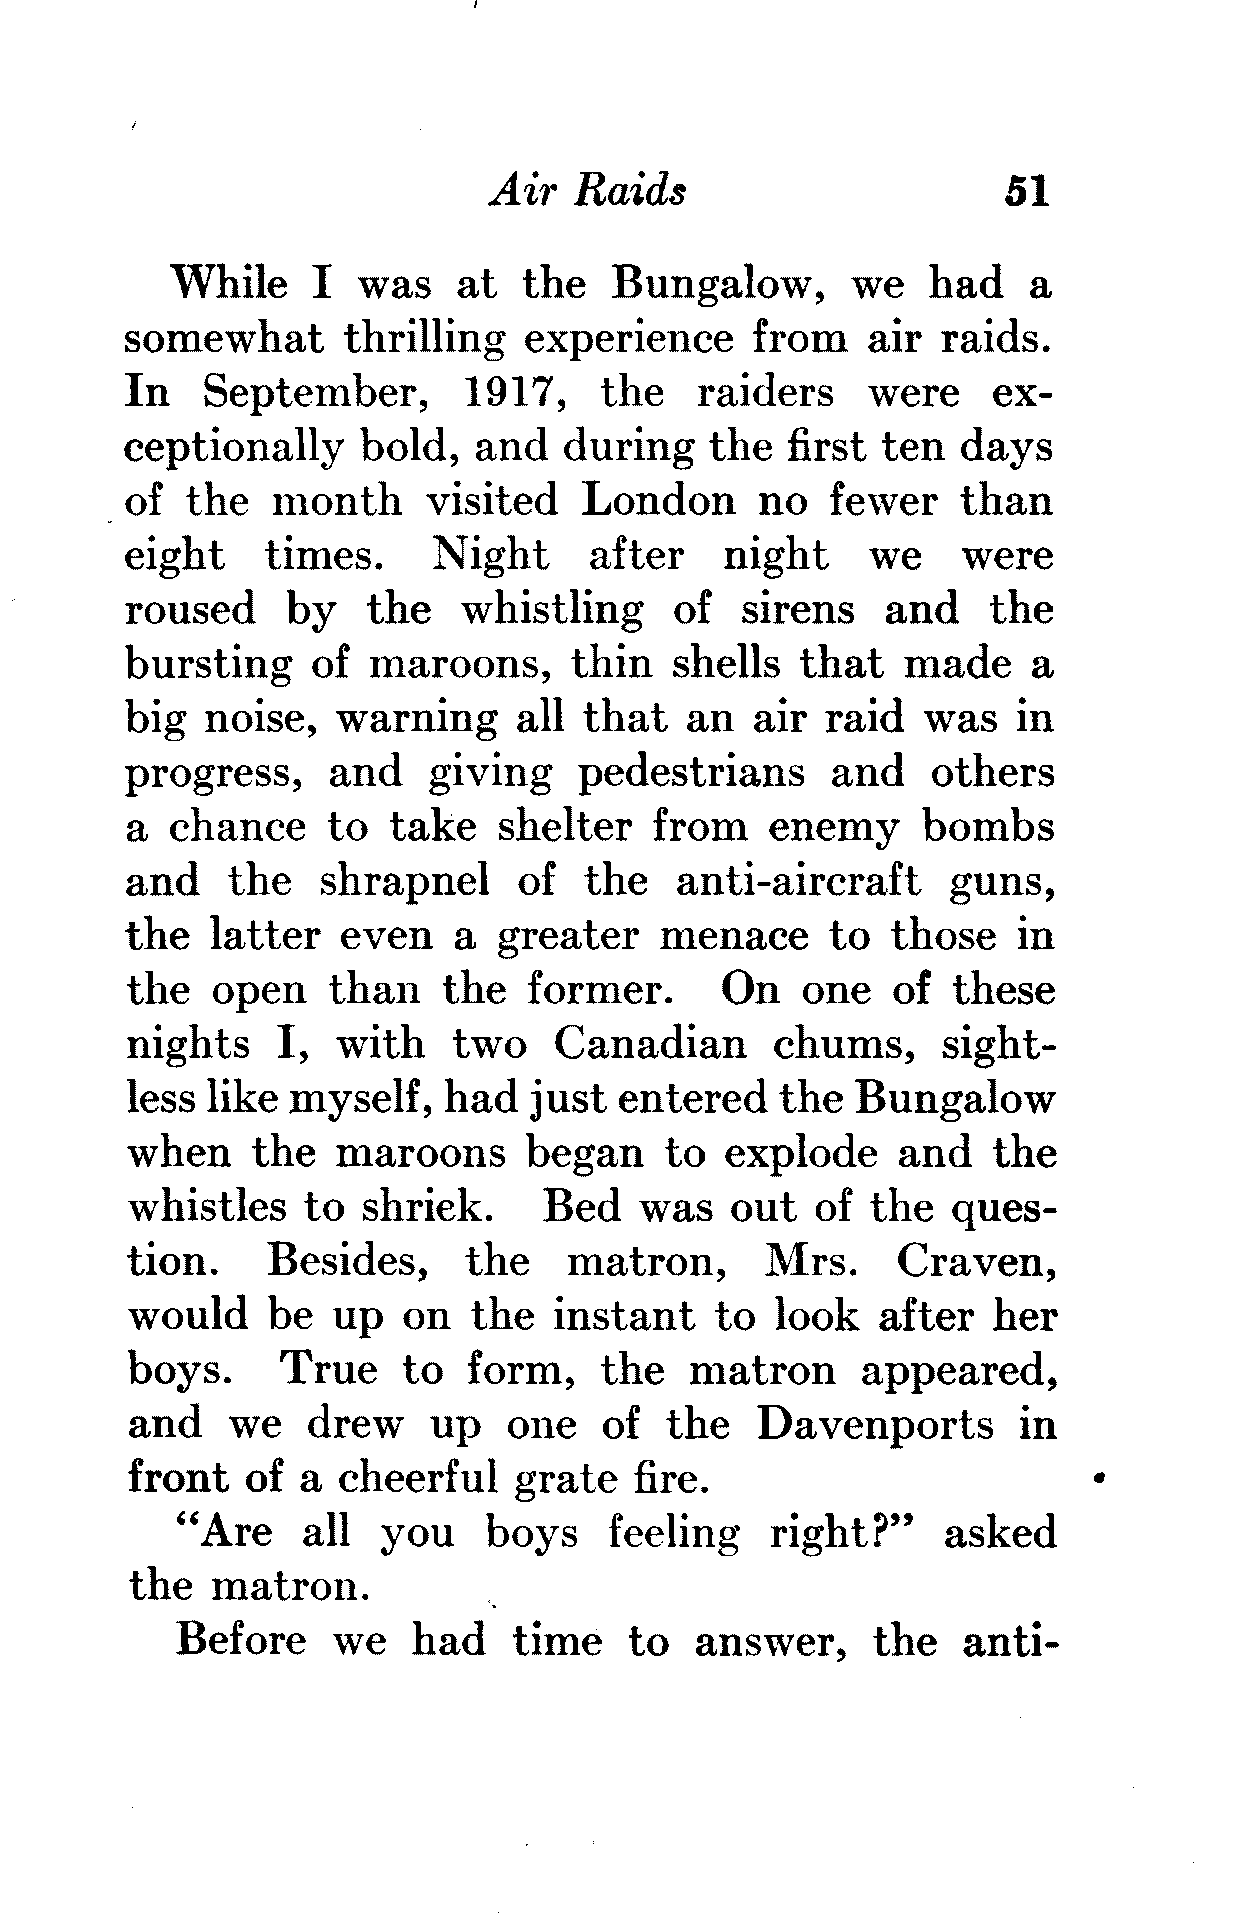 Air Raids 51
While I was at the Bungalow, we had a
somewhat thrilling experience from air raids.
In September, 1917, the raiders were ex-
ceptionally bold, and during the first ten days
of the month visited London no fewer than
eight times. Night after night we were
roused by the whistling of sirens and the
bursting of maroons, thin shells that made a
big noise, warning all that an air raid was in
progress, and giving pedestrians and others
a chance to take shelter from enemy bombs
and the shrapnel of the anti-aircraft guns,
the latter even a greater menace to those in
the open than the former. On one of these
nights I, with two Canadian chums, sight-
less like myself, had just entered the Bungalow
when the maroons began to explode and the
whistles to shriek. Bed was out of the ques-
tion. Besides, the matron, Mrs. Craven,
would be up on the instant to look after her
boys. True to form, the matron appeared,
and we drew up one of the Davenports in
front of a cheerful grate fire.
"Are all you boys feeling right?" asked
the matron.
Before we had time to answer, the anti-